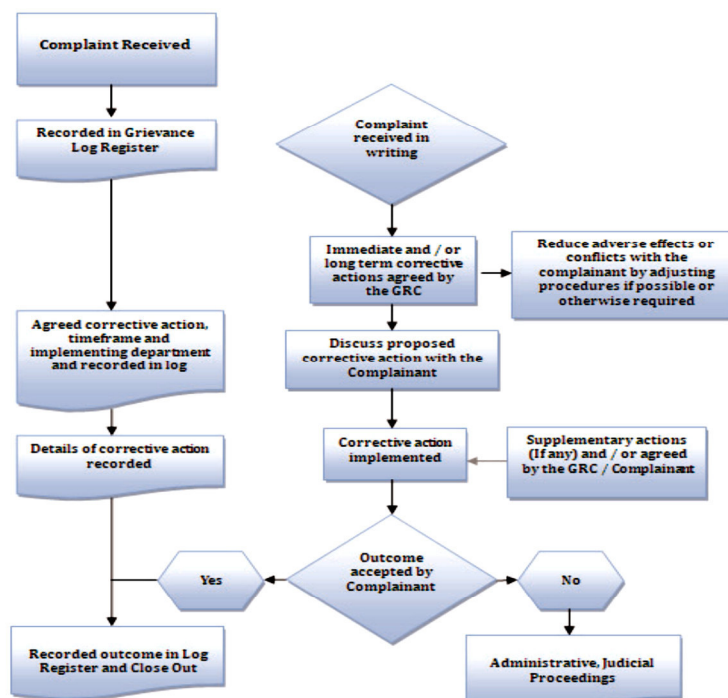 Complaint Received
Recorded in Grievance
Log Register
Agreed corrective action,
timeframe and
implementing department
and recorded in log
Details of corrective action
recorded
Recorded outcome in Log
Register and Close Out
Complaint
received in
writing
Immediate and / or
long term corrective
actions agreed by
the GRC
Reduce adverse effects or
conflicts with the
complainant by adjusting
procedures if possible or
otherwise required
Discuss proposed
corrective action with the
Complainant
Corrective action
implemented
Supplementary actions
(If any) and / or agreed
by the GRC / Complainant
Outcome
accepted by
Complainant
Yes
No
Administrative, Judicial
Proceedings